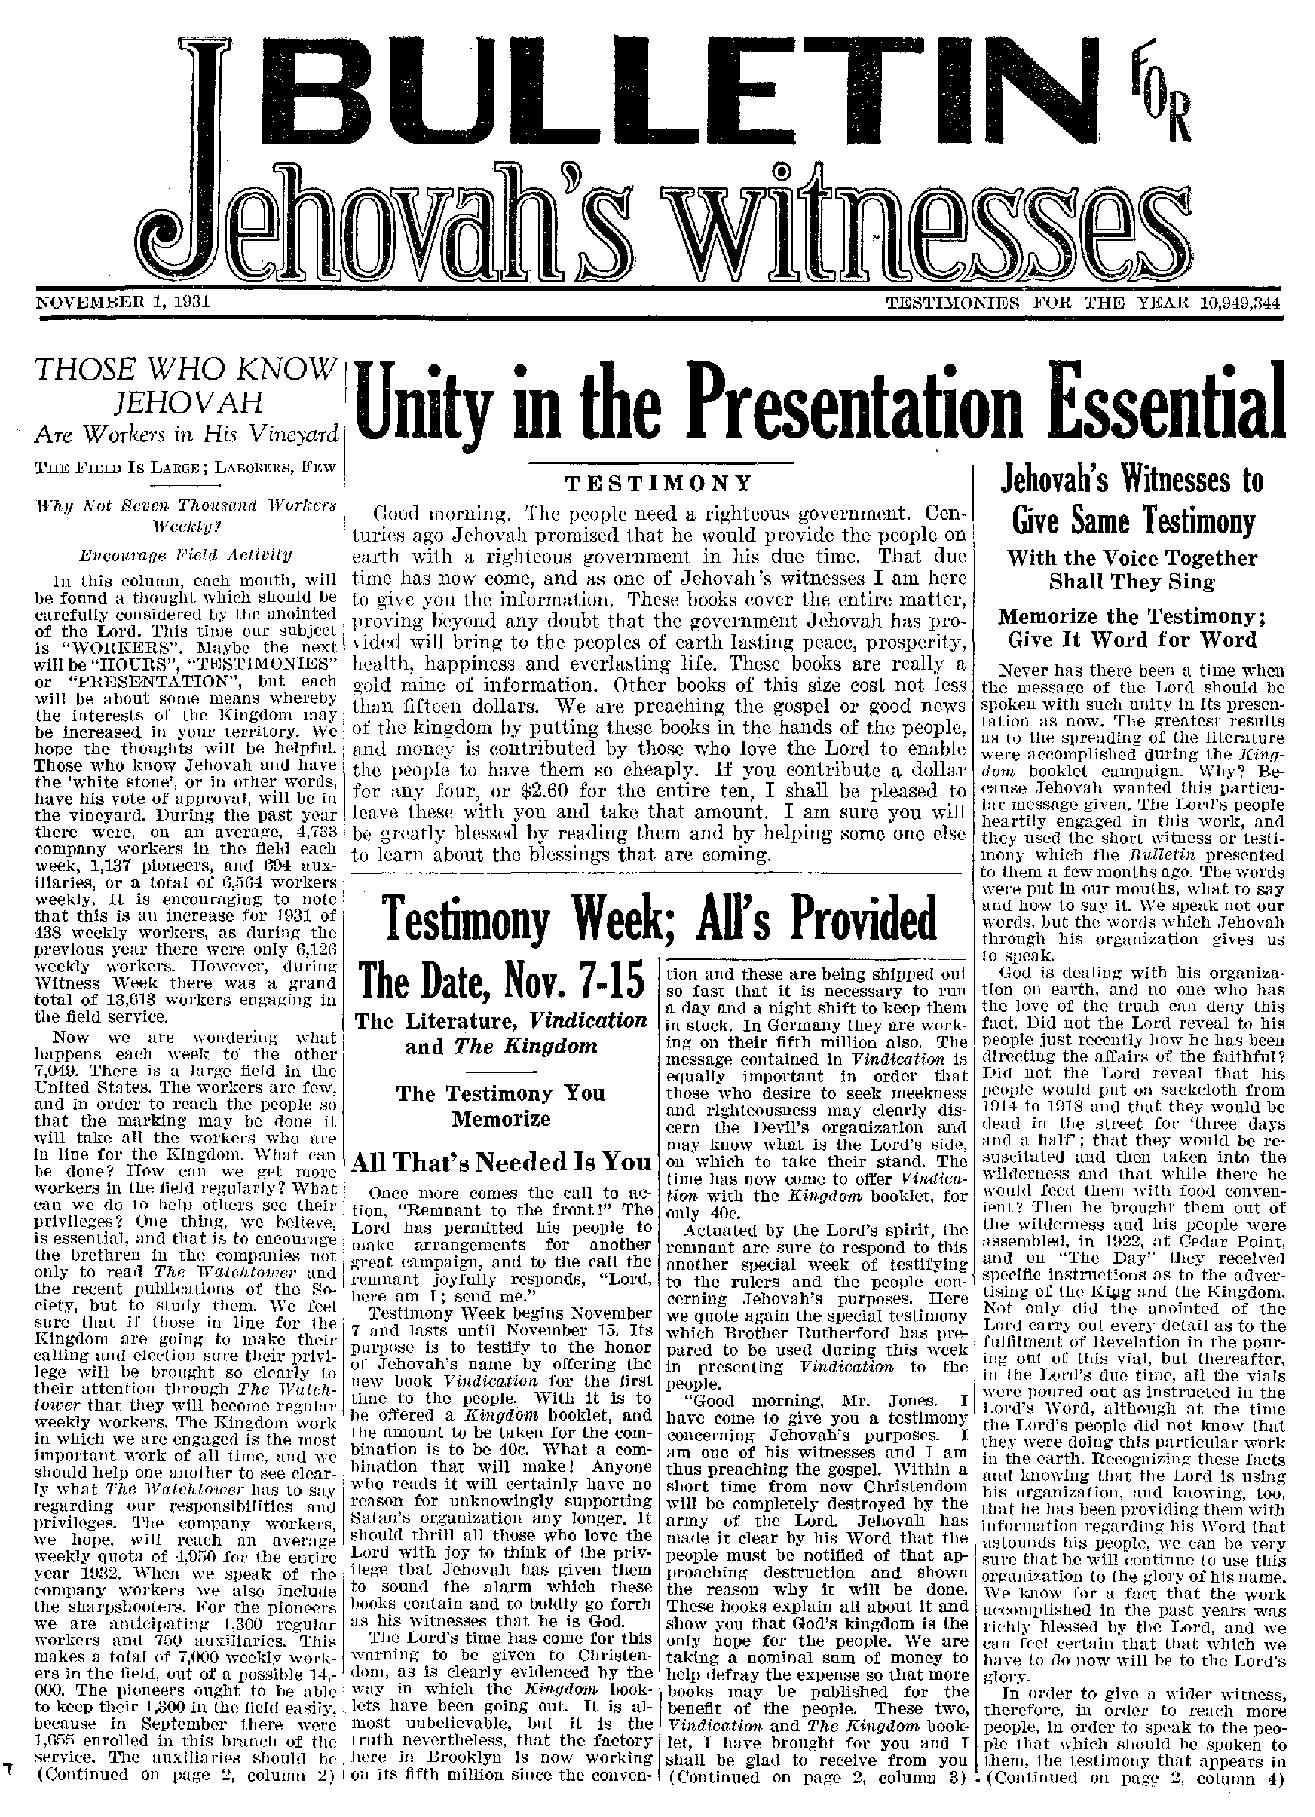 BULLETIN FOR
Jehovah's witnesses
NOVEMBER 1, 1931
TESTIMONIES FOR THE YEAR 10,949,344
THOSE WHO KNOW
JEHOVAH
Are Workers in His Vineyard
THE FIELD IS LARGE; LABORERS, FEW
Why Not Seven Thousand Workers
Weekly?
Encourage Field Activity
In this column, each month, will
be found a thought which should be
carefully considered by the anointed
of the Lord. This time our subject
is "WORKERS". Maybe the next
will be "HOURS", "TESTIMONIES"
or "PRESENTATION", but each
will be about some means whereby
the interests of the Kingdom may
be increased in your territory. We
hope the thoughts will be helpful.
Those who know Jehovah and have
the 'white stone', or in other words,
have his vote of approval, will be in
the vineyard. During the past year
there were, on an average, 4,733
company workers in the field each
week, 1,137 pioneers, and 694 aux-
iliaries, or a total of 6,564 workers
weekly. It is encouraging to note
that this is an increase for 1931 of
438 weekly workers, as during the
previous year there were only 6,126
weekly workers. However, during
Witness Week there was a grand
total of 13,613 workers engaging in
the field service.
Now we are wondering what
happens each week to the other
7,049. There is a large field in the
United States. The workers are few,
and in order to reach the people so
that the marking may be done it
will take all the workers who are
in line for the Kingdom. What can
be done? How can we get more
workers in the field regularly? What
can we do to help others see their
privileges? One thing, we believe,
is essential, and that is to encourage
the brethren in the companies not
only to read The Watchtower and
the recent publications of the So-
ciety, but to study them. We feel
sure that if those in line for the
Kingdom are going to make their
calling and election sure their privi-
lege will be brought so clearly to
their attention through The Watch-
tower that they will become regular
weekly workers. The Kingdom work
in which we are engaged is the most
important work of all time, and we
should help one another to see clear-
ly what The Watchtower has to say
regarding our responsibilities and
privileges. The company workers,
we hope, will reach an average
weekly quota of 4,950 for the entire
year 1932. When we speak of the
company workers we also include
the sharpshooters. For the pioneers
we are anticipating 1,300 regular
workers and 750 auxiliaries. This
makes a total of 7,000 weekly work-
ers in the field, out of a possible 14,-
000. The pioneers ought to be able
to keep their 1,300 in the field easily,
because in September there were
1,655 enrolled in this branch of the
service. The auxiliaries should be
(Continued on page 2, column 2)
Unity in the Presentation Essential
TESTIMONY
Good morning. The people need a righteous government. Cen-
turies ago Jehovah promised that he would provide the people on
earth with a righteous government in his due time. That due
time has now come, and as one of Jehovah's witnesses I am here
to give you the information. These books cover the entire matter,
proving beyond any doubt that the government Jehovah has pro-
vided will bring to the peoples of earth lasting peace, prosperity,
health, happiness and everlasting life. These books are really a
gold mine of information. Other books of this size cost not less
than fifteen dollars. We are preaching the gospel or good news
of the kingdom by putting these books in the hands of the people,
and money is contributed by those who love the Lord to enable
the people to have them so cheaply. If you contribute a dollar
for any four, or $2.60 for the entire ten, I shall be pleased to
leave these with you and take that amount. I am sure you will
be greatly blessed by reading them and by helping some one else
to learn about the blessings that are coming.
Testimony Week; All's Provided
The Date, Nov. 7-15
The Literature, Vindication
and The Kingdom
The Testimony You
Memorize
All That's Needed Is You
Once more comes the call to ac-
tion, "Remnant to the front!" The
Lord has permitted his people to
make arrangements for another
great campaign, and to the call the
remnant joyfully responds, "Lord,
here am I; send me."
Testimony Week begins November
7 and lasts until November 15. Its
purpose is to testify to the honor
of Jehovah's name by offering the
new book Vindication for the first
time to the people. With it is to
be offered a Kingdom booklet, and
the amount to be taken for the com-
bination is to be 40c. What a com-
bination that will make! Anyone
who reads it will certainly have no
reason for unknowingly supporting
Satan's organization any longer. It
should thrill all those who love the
Lord with joy to think of the priv-
ilege that Jehovah has given them
to sound the alarm which these
books contain and to boldly go forth
as his witnesses that he is God.
The Lord's time has come for this
warning to be given to Christen-
dom, as is clearly evidenced by the
way in which the Kingdom book-
lets have been going out. It is al-
most unbelievable, but it is the
truth nevertheless, that the factory
here in Brooklyn is now working
on its fifth million since the conven-
tion and these are being shipped out
so fast that it is necessary to run
a day and a night shift to keep them
in stock. In Germany they are work-
ing on their fifth million also. The
message contained in Vindication is
equally important in order that
those who desire to seek meekness
and righteousness may clearly dis-
cern the Devil's organization and
may know what is the Lord's side,
on which to take their stand. The
time has now come to offer Vindica-
tion with the Kingdom booklet, for
only 40c.
Actuated by the Lord's spirit, the
remnant are sure to respond to this
another special week of testifying
to the rulers and the people con-
cerning Jehovah's purposes. Here
we quote again the special testimony
which Brother Rutherford has pre-
pared to be used during this week
in presenting Vindication to the
people.
"Good morning, Mr. Jones. I
have come to give you a testimony
concerning Jehovah's purposes. I
am one of his witnesses and I am
thus preaching the gospel. Within a
short time from now Christendom
will be completely destroyed by the
army of the Lord. Jehovah has
made it clear by his Word that the
people must be notified of that ap-
proaching destruction and shown
the reason why it will be done.
These books explain all about it and
show you that God's kingdom is the
only hope for the people. We are
taking a nominal sum of money to
help defray the expense so that more
books may be published for the
benefit of the people. These two,
Vindication and The Kingdom book-
let, I have brought for you and I
shall be glad to receive from you
(Continued on page 2, column 3)
Jehovah's Witnesses to
Give Same Testimony
With the Voice Together
Shall They Sing
Memorize the Testimony;
Give It Word for Word
Never has there been a time when
the message of the Lord should be
spoken with such unity in its presen-
tation as now. The greatest results
as to the spreading of the literature
were accomplished during the King-
dom booklet campaign. Why? Be-
cause Jehovah wanted this particu-
lar message given. The Lord's people
heartily engaged in this work, and
they used the short witness or testi-
mony which the Bulletin presented
to them a few months ago. The words
were put in our mouths, what to say
and how to say it. We speak not our
words, but the words which Jehovah
through his organization gives us
to speak.
God is dealing with his organiza-
tion on earth, and no one who has
the love of the truth can deny this
fact. Did not the Lord reveal to his
people just recently how he has been
directing the affairs of the faithful?
Did not the Lord reveal that his
people would put on sackcloth from
1914 to 1918 and that they would be
dead in the street for 'three days
and a half'; that they would be re-
suscitated and then taken into the
wilderness and that while there he
would feed them with food conven-
ient? Then he brought them out of
the wilderness and his people were
assembled, in 1922, at Cedar Point,
and on "The Day" they received
specific instructions as to the adver-
tising of the King and the Kingdom.
Not only did the anointed of the
Lord carry out every detail as to the
fulfilment of Revelation in the pour-
ing out of this vial, but thereafter,
in the Lord's due time, all the vials
were poured out as instructed in the
Lord's Word, although at the time
the Lord's people did not know that
they were doing this particular work
in the earth. Recognizing these facts
and knowing that the Lord is using
his organization, and knowing, too,
that he has been providing them with
information regarding his Word that
astounds his people, we can be very
sure that he will continue to use this
organization to the glory of his name.
We know for a fact that the work
accomplished in the past years was
richly blessed by the Lord, and we
can feel certain that that which we
have to do now will be to the Lord's
glory.
In order to give a wider witness,
therefore, in order to reach more
people, in order to speak to the peo-
ple that which should be spoken to
them, the testimony that appears in
(Continued on page 2, column 4)